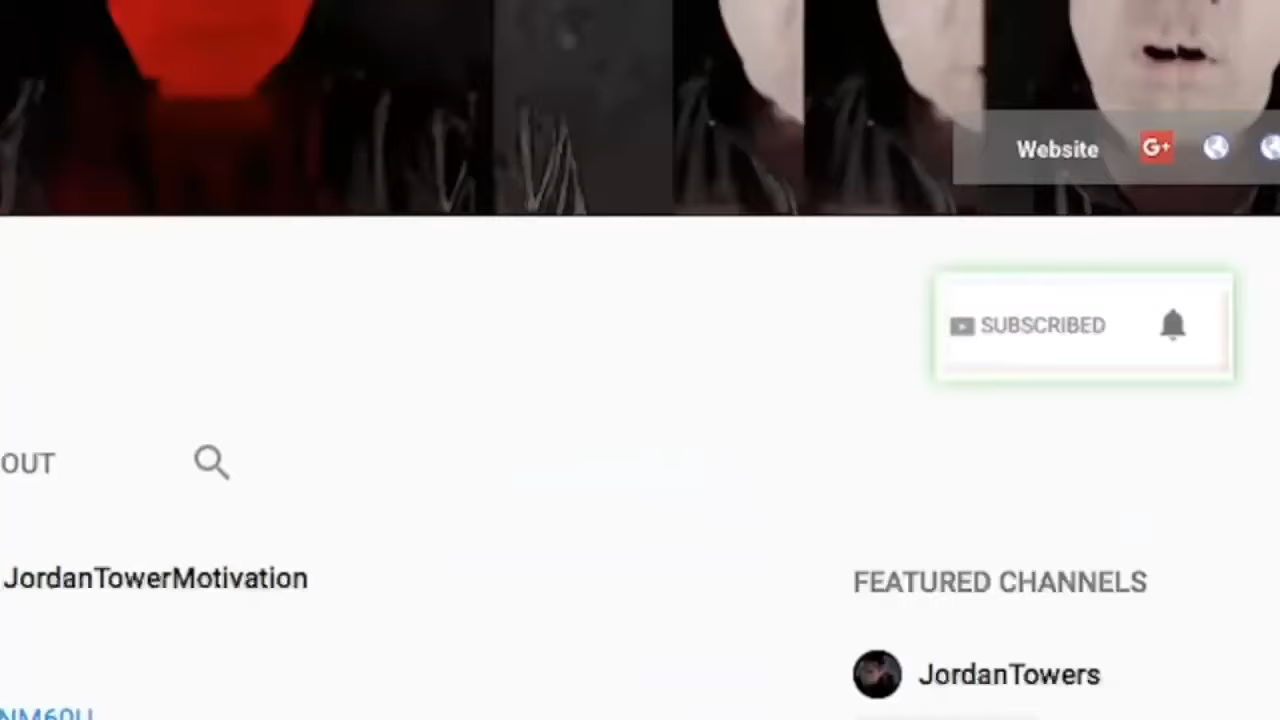 Website G+
SUBSCRIBED
OUT
JordanTowerMotivation
FEATURED CHANNELS
JordanTowers